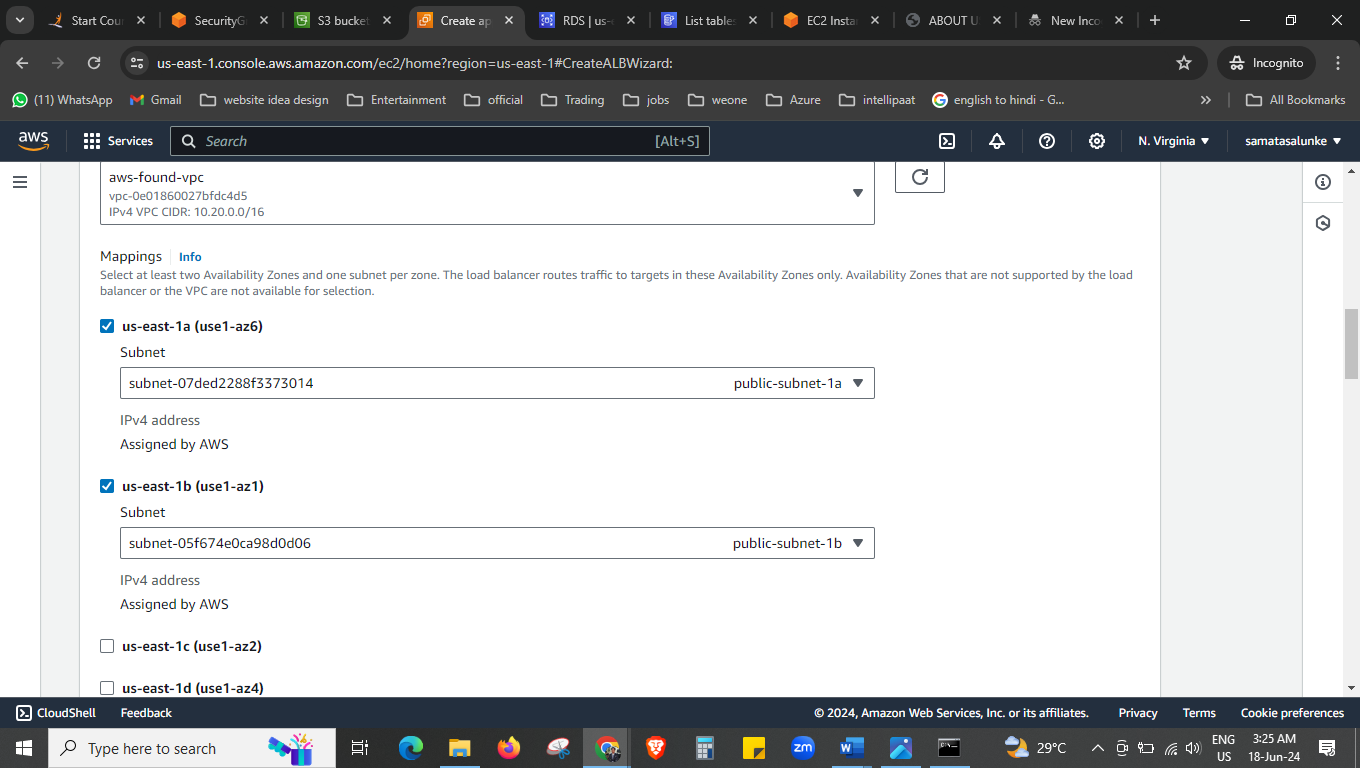 Start Cour
SecurityGr
S3 bucket
Create ap
RDS | us-e
List tables
EC2 Instan
ABOUT U
New Inco
us-east-1.console.aws.amazon.com/ec2/home?region=us-east-1#CreateALBWizard:
Incognito
(11) WhatsApp
Gmail
website idea design
Entertainment
official
Trading
jobs
weone
Azure
intellipaat
english to hindi - G...
All Bookmarks
aws
Services
Search
[Alt+S]
N. Virginia
samatasalunke
aws-found-vpc
vpc-0e01860027bfdc4d5
IPv4 VPC CIDR: 10.20.0.0/16
Mappings Info
Select at least two Availability Zones and one subnet per zone. The load balancer routes traffic to targets in these Availability Zones only. Availability Zones that are not supported by the load
balancer or the VPC are not available for selection.
us-east-1a (use1-az6)
Subnet
subnet-07ded2288f3373014 public-subnet-1a
IPv4 address
Assigned by AWS
us-east-1b (use1-az1)
Subnet
subnet-05f674e0ca98d0d06 public-subnet-1b
IPv4 address
Assigned by AWS
us-east-1c (use1-az2)
us-east-1d (use1-az4)
CloudShell
Feedback
© 2024, Amazon Web Services, Inc. or its affiliates.
Privacy
Terms
Cookie preferences
Type here to search
zm
29°C
ENG
US
3:25 AM
18-Jun-24